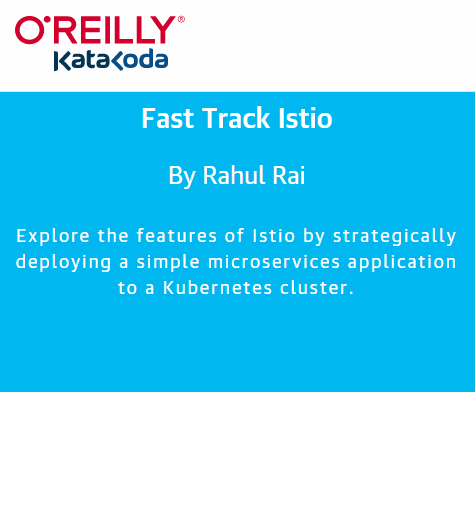 O'REILLY®
Katakoda
Fast Track Istio
By Rahul Rai
Explore the features of Istio by strategically
deploying a simple microservices application
to a Kubernetes cluster.